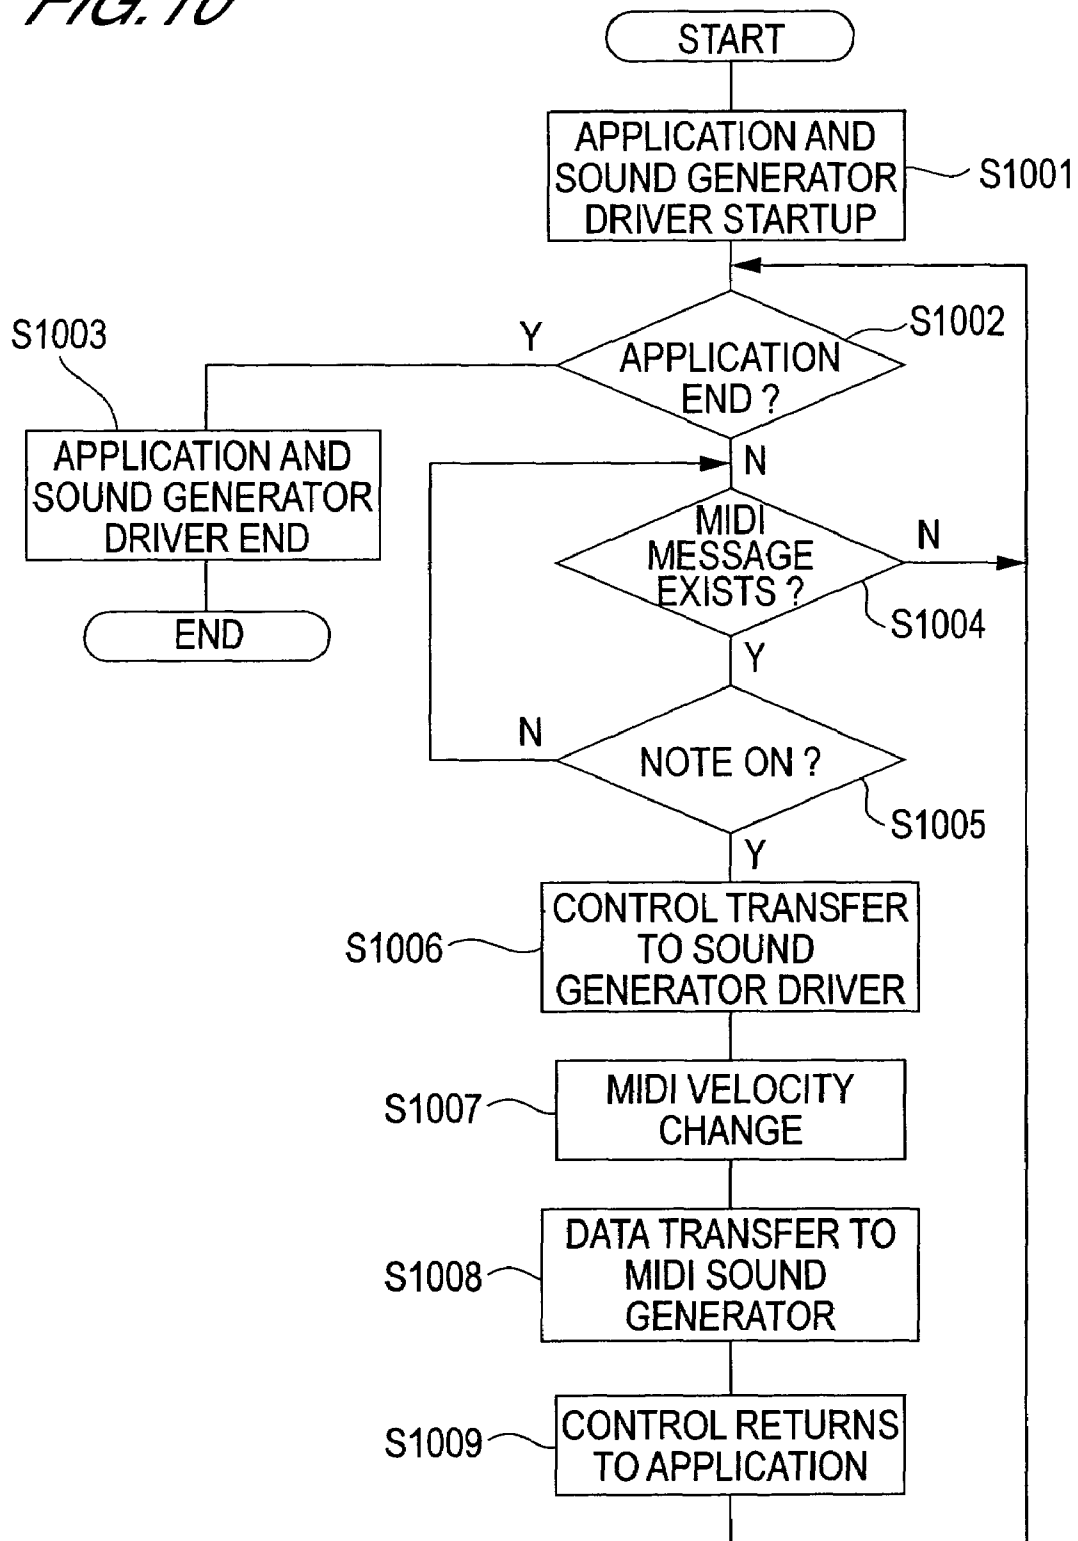 FIG. 10
START
APPLICATION AND
SOUND GENERATOR
DRIVER STARTUP
S1001
S1002
APPLICATION
END ?
Y
N
S1003
APPLICATION AND
SOUND GENERATOR
DRIVER END
END
MIDI
MESSAGE
EXISTS ?
N
S1004
Y
NOTE ON ?
N
S1005
Y
CONTROL TRANSFER
TO SOUND
GENERATOR DRIVER
S1006
MIDI VELOCITY
CHANGE
S1007
DATA TRANSFER TO
MIDI SOUND
GENERATOR
S1008
CONTROL RETURNS
TO APPLICATION
S1009